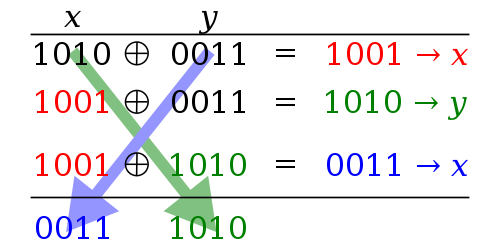 x y
1010 ⊕ 0011 = 1001 → x
1001 ⊕ 0011 = 1010 → y
1001 ⊕ 1010 = 0011 → x
0011 1010